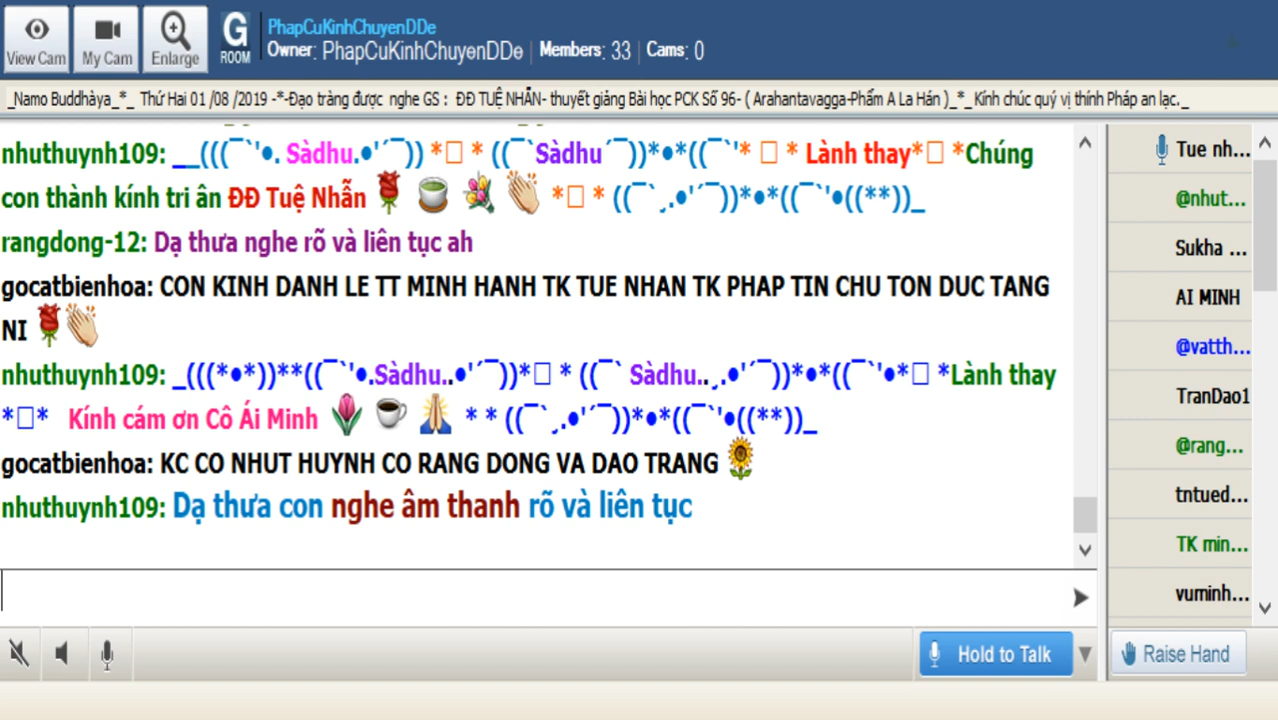 View Cam
My Cam
Enlarge
G
ROOM
PhapCuKinhChuyenDDe
Owner: PhapCuKinhChuyenDDe | Members: 33 | Cams: 0
_Namo Buddhàya_*_ Thứ Hai 01 /08 /2019 -*-Đạo tràng được nghe GS : ĐĐ TUỆ NHẪN- thuyết giảng Bài học PCK Số 96- ( Arahantavagga-Phẩm A La Hán )_*_ Kính chúc quý vị thính Pháp an lạc._
nhuthuynh109: __(((¯`'•. Sàdhu.•'´¯)) *□ * ((¯`Sàdhu´¯))*•*((¯`'* □ * Lành thay*□ *Chúng
con thành kính tri ân ĐĐ Tuệ Nhẫn 🌹 🍵 💐 👏 *□ * ((¯`¸.•'´¯))*•*((¯`'•((**))_
rangdong-12: Dạ thưa nghe rõ và liên tục ah
gocatbienhoa: CON KINH DANH LE TT MINH HANH TK TUE NHAN TK PHAP TIN CHU TON DUC TANG
NI 🌹👏
nhuthuynh109: _(((*•*))**((¯`'•.Sàdhu..•'´¯))*□ * ((¯` Sàdhu..¸.•'´¯))*•*((¯`'•*□ *Lành thay
*□* Kính cám ơn Cô Ái Minh 🌷 ☕ 🙏 * * ((¯`¸.•'´¯))*•*((¯`'•((**))_
gocatbienhoa: KC CO NHUT HUYNH CO RANG DONG VA DAO TRANG 🌻
nhuthuynh109: Dạ thưa con nghe âm thanh rõ và liên tục
Tue nh...
@nhut...
Sukha ...
AI MINH
@vatth...
TranDao1
@rang...
tntued...
TK min...
vuminh...
Hold to Talk
Raise Hand